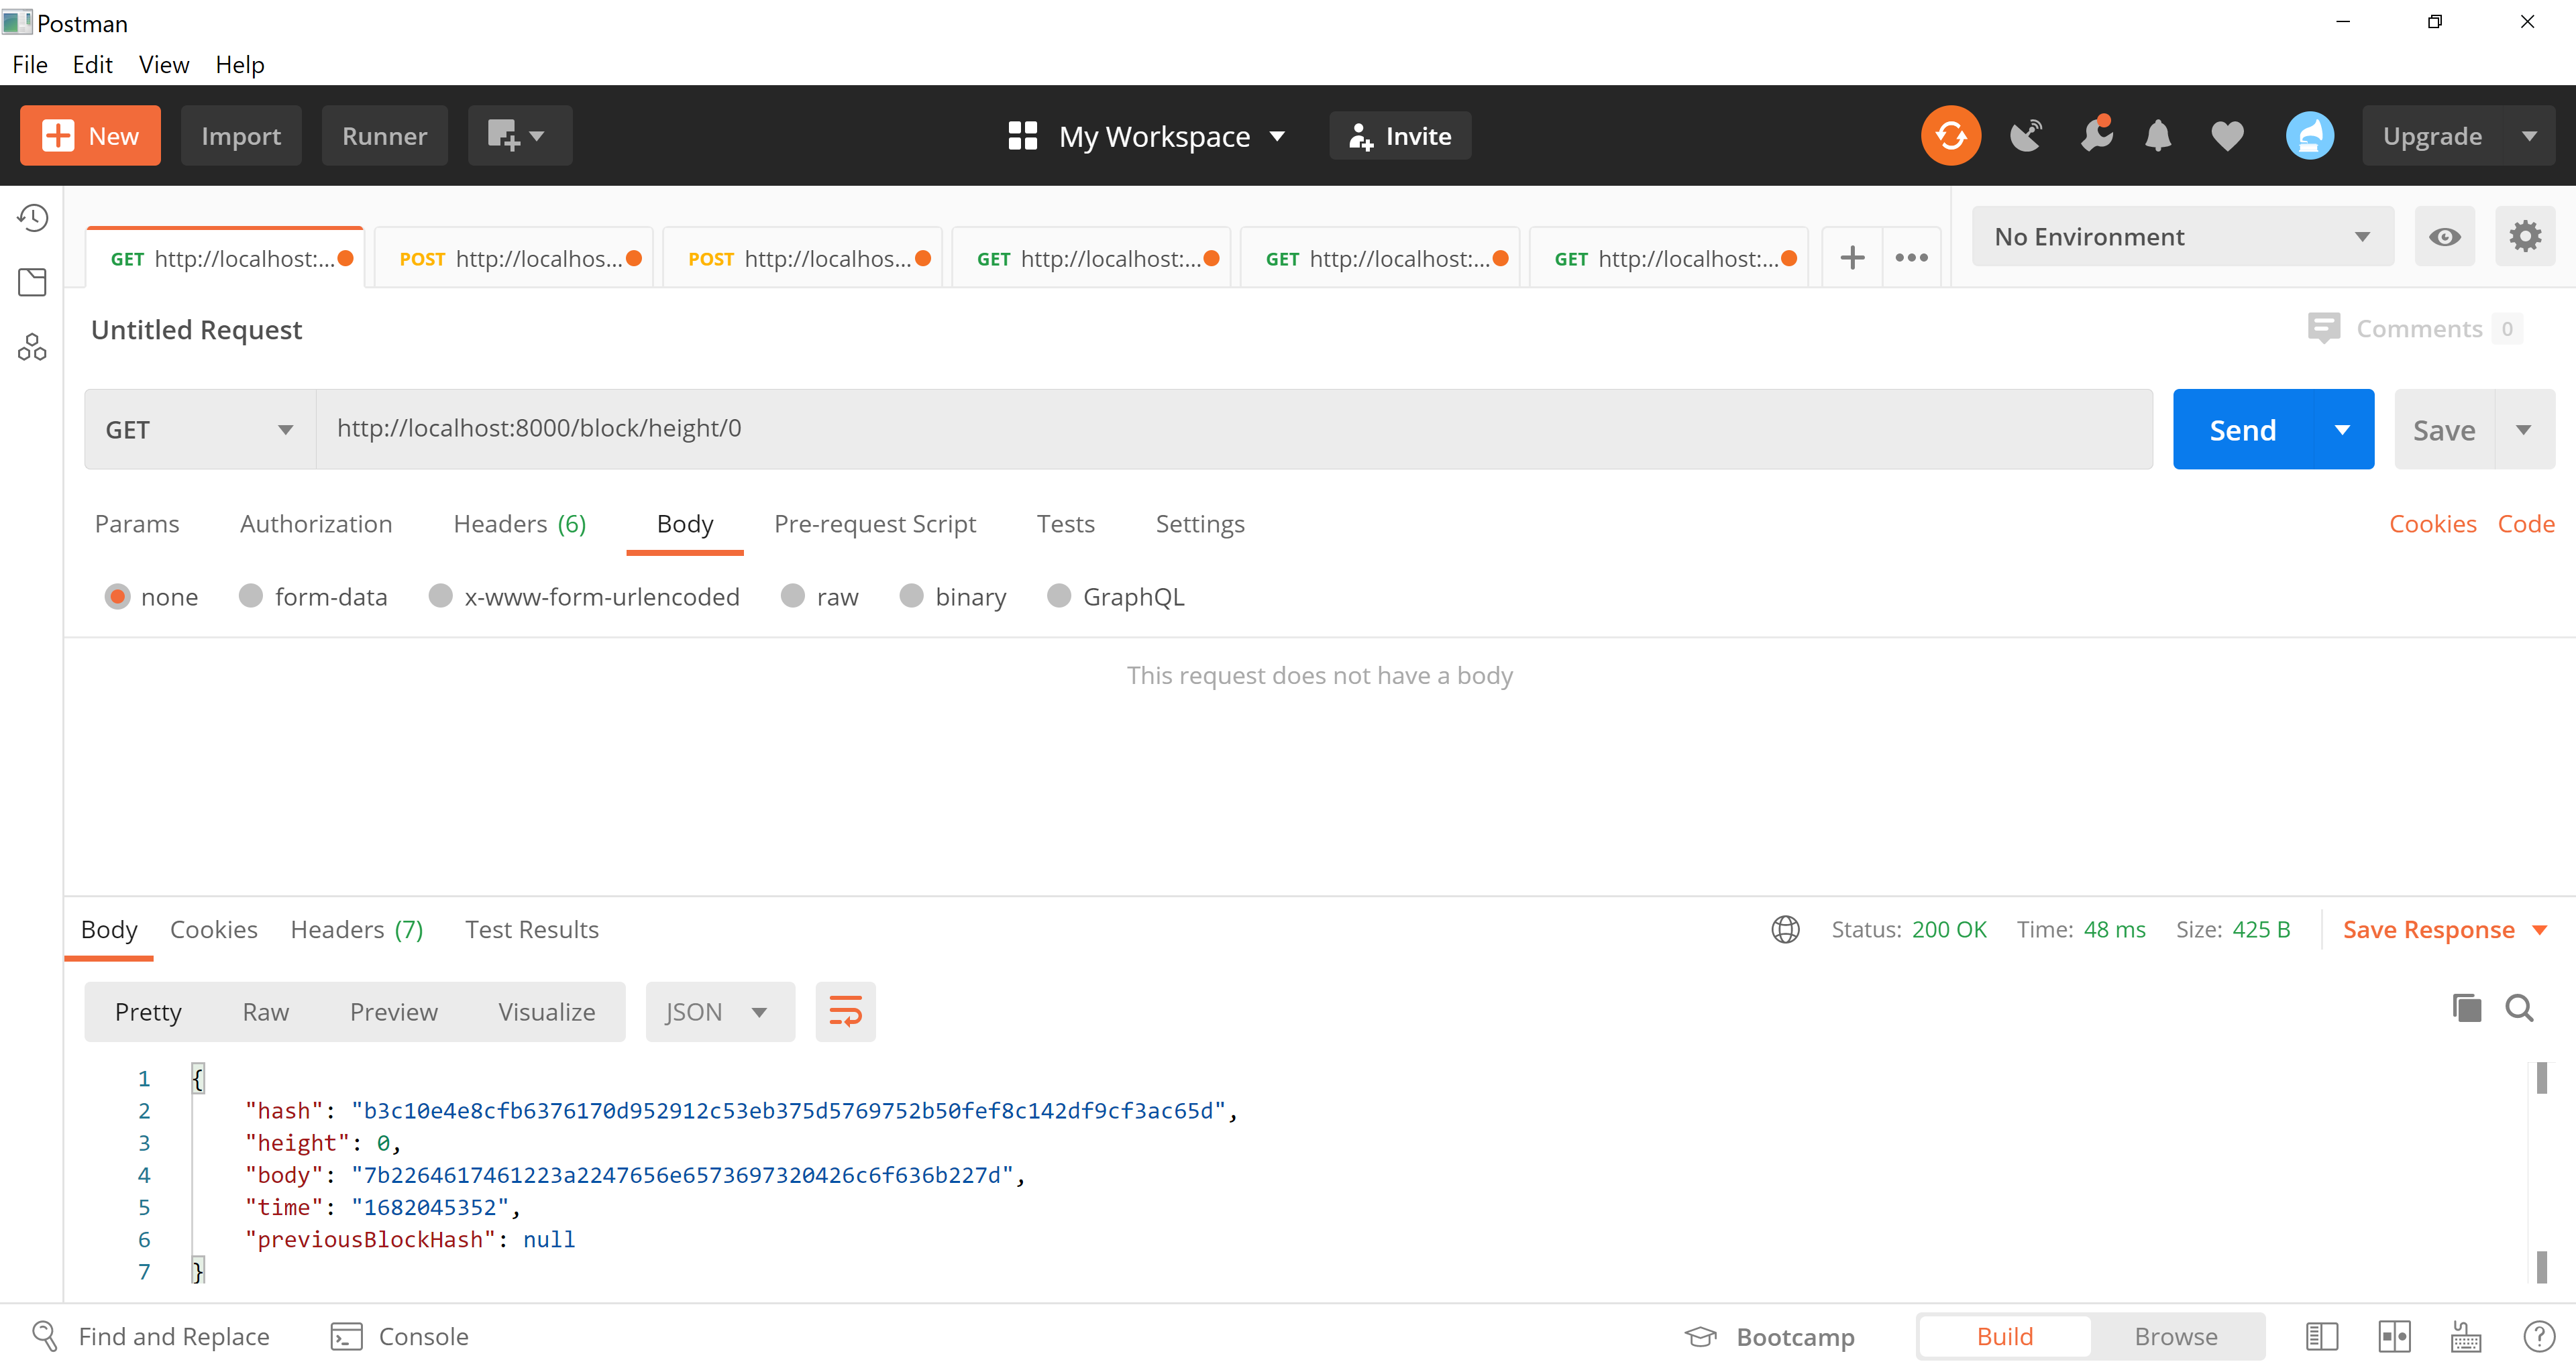 Postman
File Edit View Help
New Import Runner My Workspace Invite Upgrade
GET http://localhost:... POST http://localhos... POST http://localhos... GET http://localhost:... GET http://localhost:... GET http://localhost:... No Environment
Untitled Request Comments 0
GET http://localhost:8000/block/height/0 Send Save
Params Authorization Headers (6) Body Pre-request Script Tests Settings Cookies Code
none form-data x-www-form-urlencoded raw binary GraphQL
This request does not have a body
Body Cookies Headers (7) Test Results Status: 200 OK Time: 48 ms Size: 425 B Save Response
Pretty Raw Preview Visualize JSON
1 {
2 "hash": "b3c10e4e8cfb6376170d952912c53eb375d5769752b50fef8c142df9cf3ac65d",
3 "height": 0,
4 "body": "7b2264617461223a2247656e6573697320426c6f636b227d",
5 "time": "1682045352",
6 "previousBlockHash": null
7 }
Find and Replace Console Bootcamp Build Browse